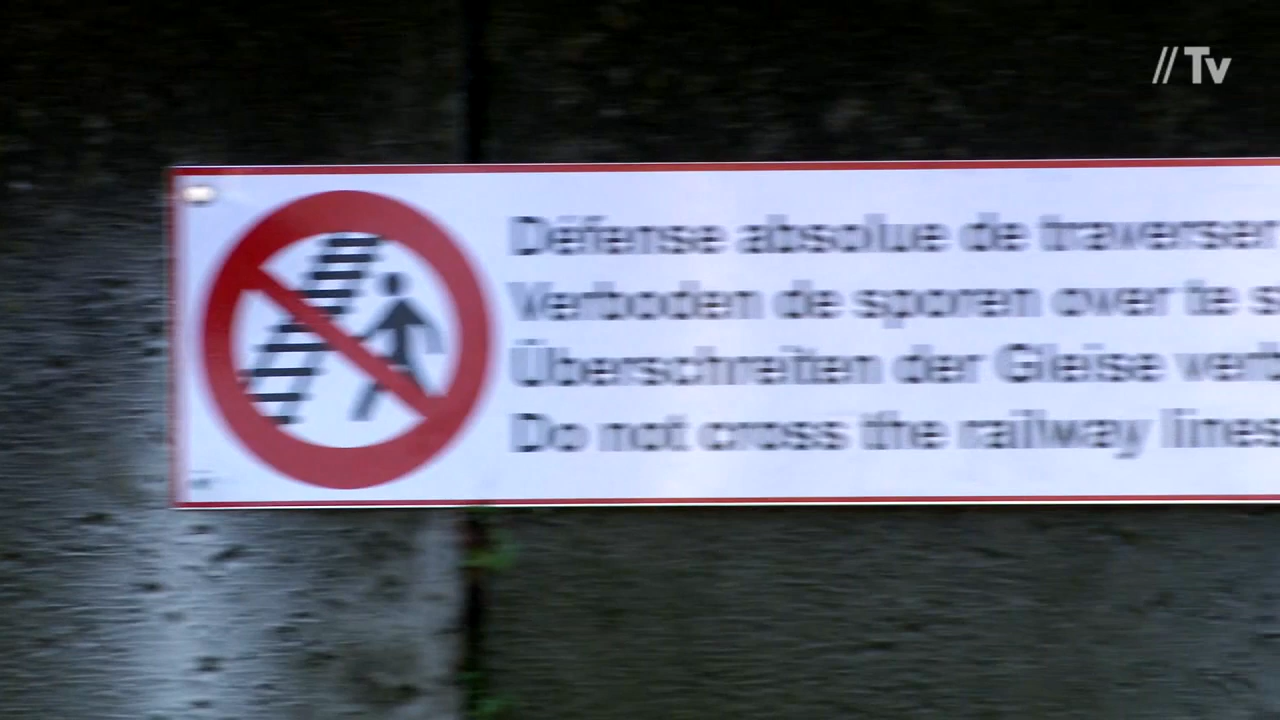 // Tv
Défense absolue de traverser
Verboden de sporen over te s
Überschreiten der Gleise verb
Do not cross the railway lines